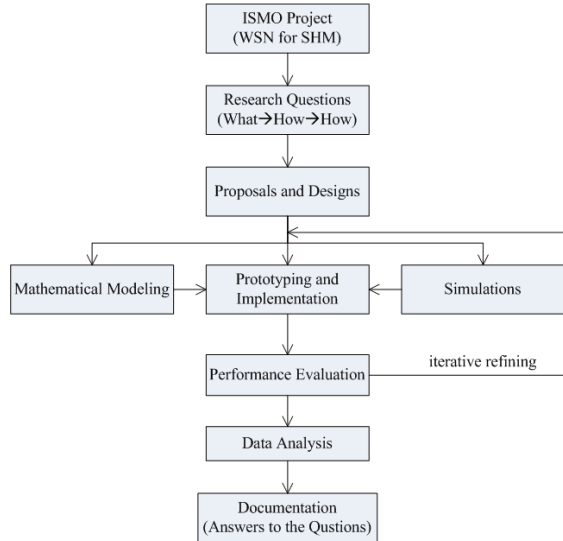 ISMO Project
(WSN for SHM)
Research Questions
(What→How→How)
Proposals and Designs
Mathematical Modeling
Prototyping and
Implementation
Simulations
Performance Evaluation
iterative refining
Data Analysis
Documentation
(Answers to the Qustions)